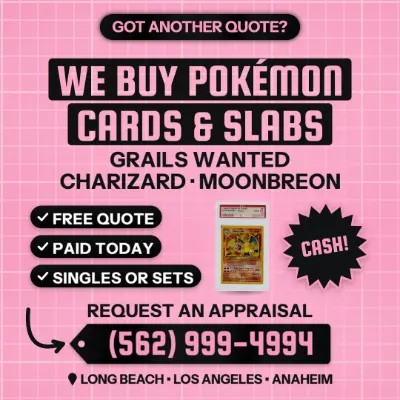 GOT ANOTHER QUOTE?
WE BUY POKÉMON
CARDS & SLABS
GRAILS WANTED
CHARIZARD · MOONBREON
FREE QUOTE
PAID TODAY
SINGLES OR SETS
CASH!
REQUEST AN APPRAISAL
(562) 999-4994
LONG BEACH • LOS ANGELES • ANAHEIM